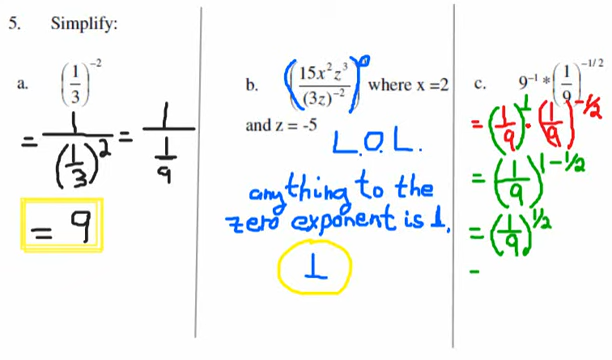 5. Simplify:
a. (1/3)^-2
= 1/(1/3)^2 = 1/(1/9)
= 9
b. (15x^2z^3/(3z)^-2)^0 where x =2
and z = -5
L.O.L.
anything to the
zero exponent is 1.
1
c. 9^-1 * (1/9)^-1/2
= (1/9)^1 · (1/9)^-1/2
= (1/9)^1-1/2
= (1/9)^1/2
=